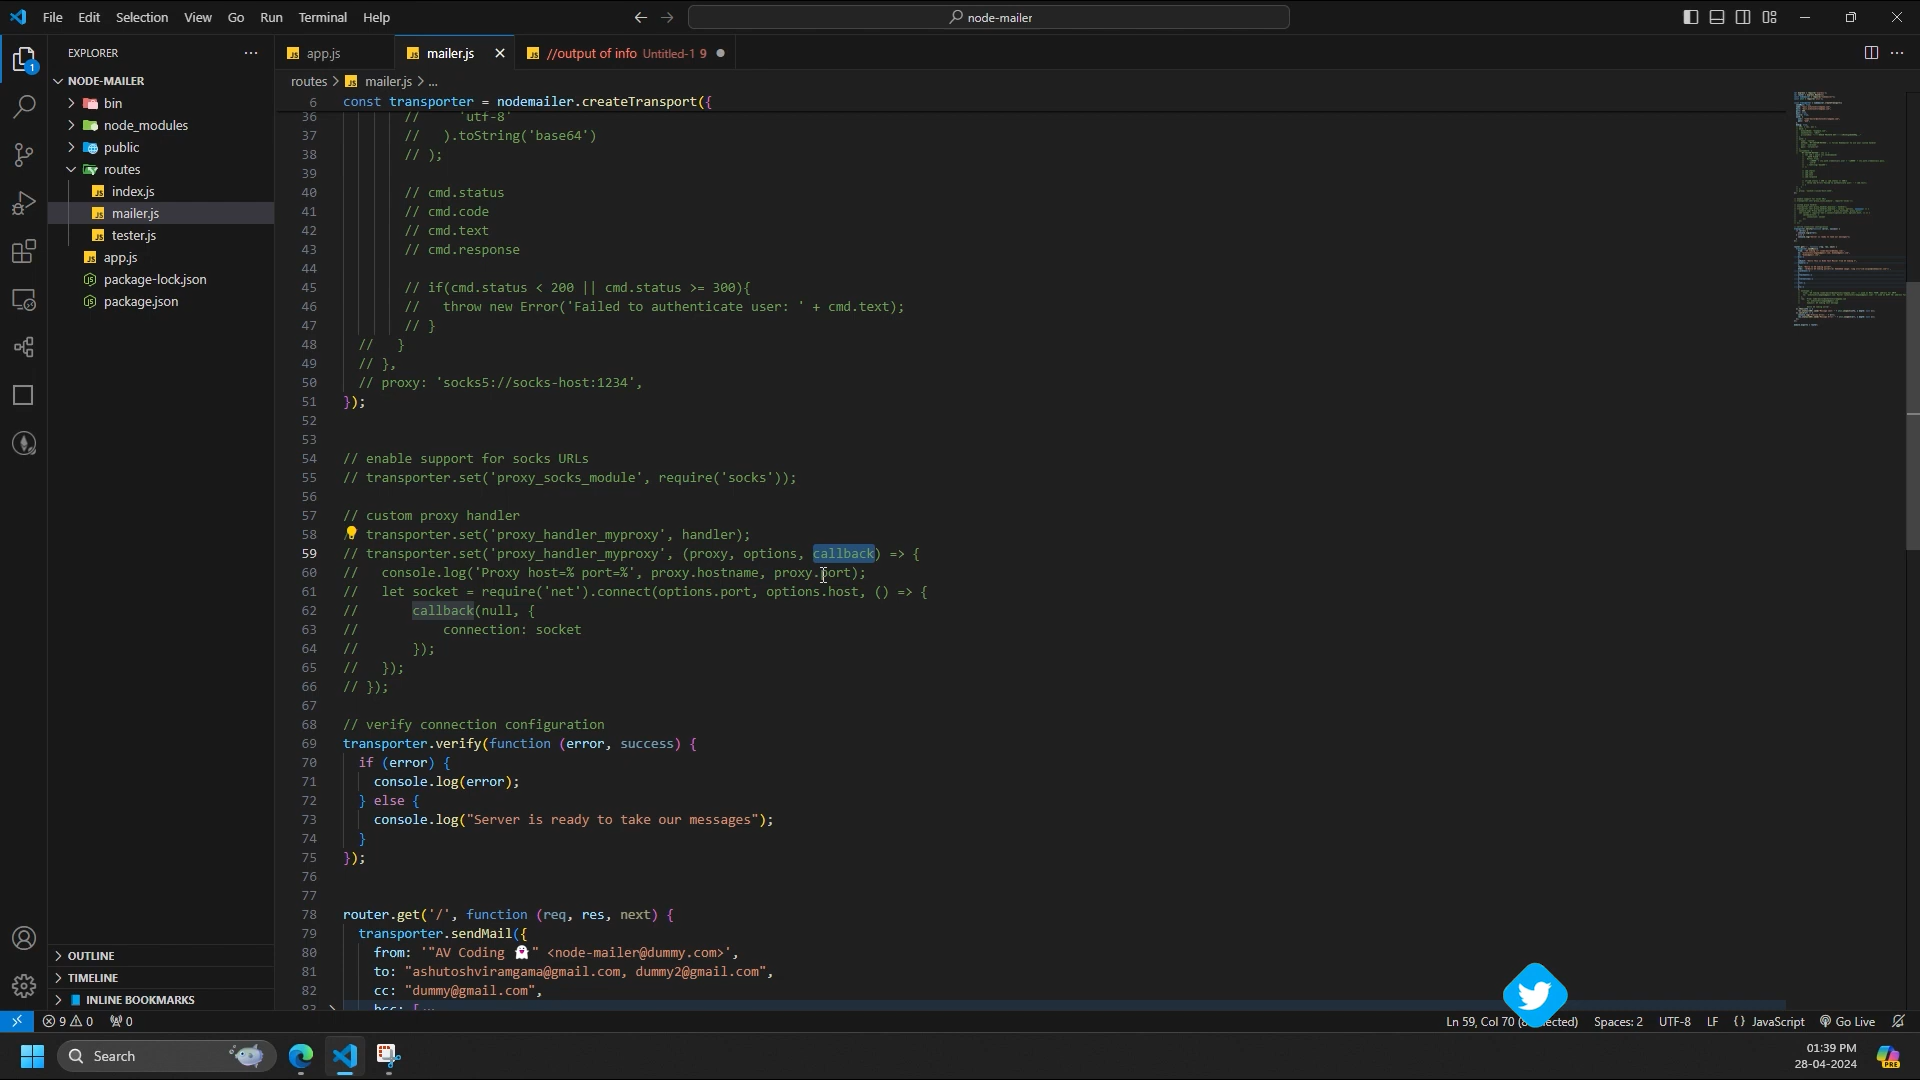 File Edit Selection View Go Run Terminal Help
node-mailer
EXPLORER
NODE-MAILER
bin
node_modules
public
routes
index.js
mailer.js
tester.js
app.js
package-lock.json
package.json
OUTLINE
TIMELINE
INLINE BOOKMARKS
app.js
mailer.js
//output of info Untitled-1 9
routes > mailer.js > ...
6 const transporter = nodemailer.createTransport({
36 // 'utf-8'
37 // ).toString('base64')
38 // );
39
40 // cmd.status
41 // cmd.code
42 // cmd.text
43 // cmd.response
44
45 // if(cmd.status < 200 || cmd.status >= 300){
46 // throw new Error('Failed to authenticate user: ' + cmd.text);
47 // }
48 // }
49 // },
50 // proxy: 'socks5://socks-host:1234',
51 });
52
53
54 // enable support for socks URLs
55 // transporter.set('proxy_socks_module', require('socks'));
56
57 // custom proxy handler
58 // transporter.set('proxy_handler_myproxy', handler);
59 // transporter.set('proxy_handler_myproxy', (proxy, options, callback) => {
60 // console.log('Proxy host=% port=%', proxy.hostname, proxy.port);
61 // let socket = require('net').connect(options.port, options.host, () => {
62 // callback(null, {
63 // connection: socket
64 // });
65 // });
66 // });
67
68 // verify connection configuration
69 transporter.verify(function (error, success) {
70 if (error) {
71 console.log(error);
72 } else {
73 console.log("Server is ready to take our messages");
74 }
75 });
76
77
78 router.get('/', function (req, res, next) {
79 transporter.sendMail({
80 from: '"AV Coding 👻" <node-mailer@dummy.com>',
81 to: "ashutoshviramgama@gmail.com, dummy2@gmail.com",
82 cc: "dummy@gmail.com",
83 bcc: [ ...
9 0 0
Ln 59, Col 70 Spaces: 2 UTF-8 LF {} JavaScript Go Live
Search
01:39 PM
28-04-2024
PRE